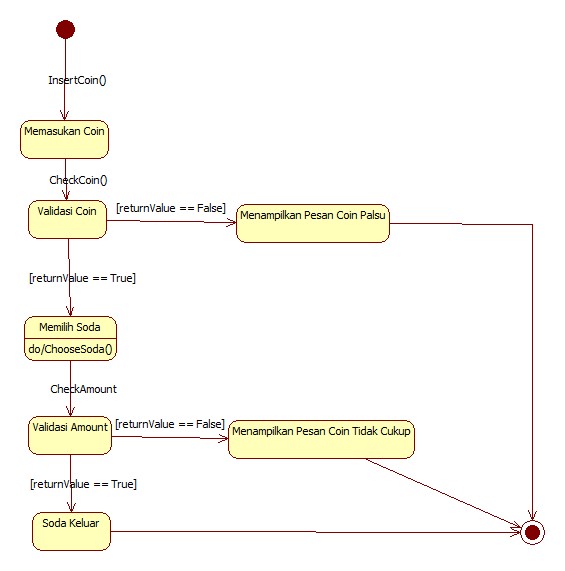 InsertCoin()
Memasukan Coin
CheckCoin()
Validasi Coin
[returnValue == False]
Menampilkan Pesan Coin Palsu
[returnValue == True]
Memilih Soda
do/ChooseSoda()
CheckAmount
Validasi Amount
[returnValue == False]
Menampilkan Pesan Coin Tidak Cukup
[returnValue == True]
Soda Keluar